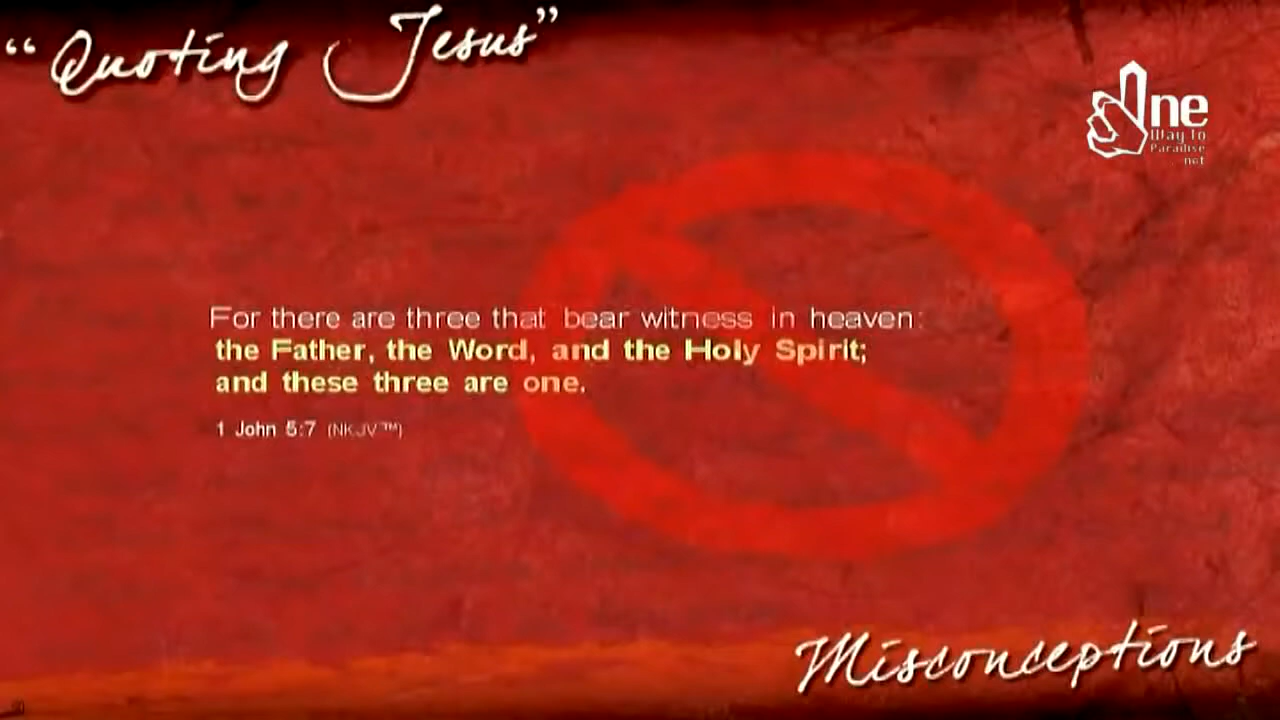 “Quoting Jesus”
One
Way To
Paradise
.net
For there are three that bear witness in heaven:
the Father, the Word, and the Holy Spirit;
and these three are one.
1 John 5:7 (NKJV™)
Misconceptions